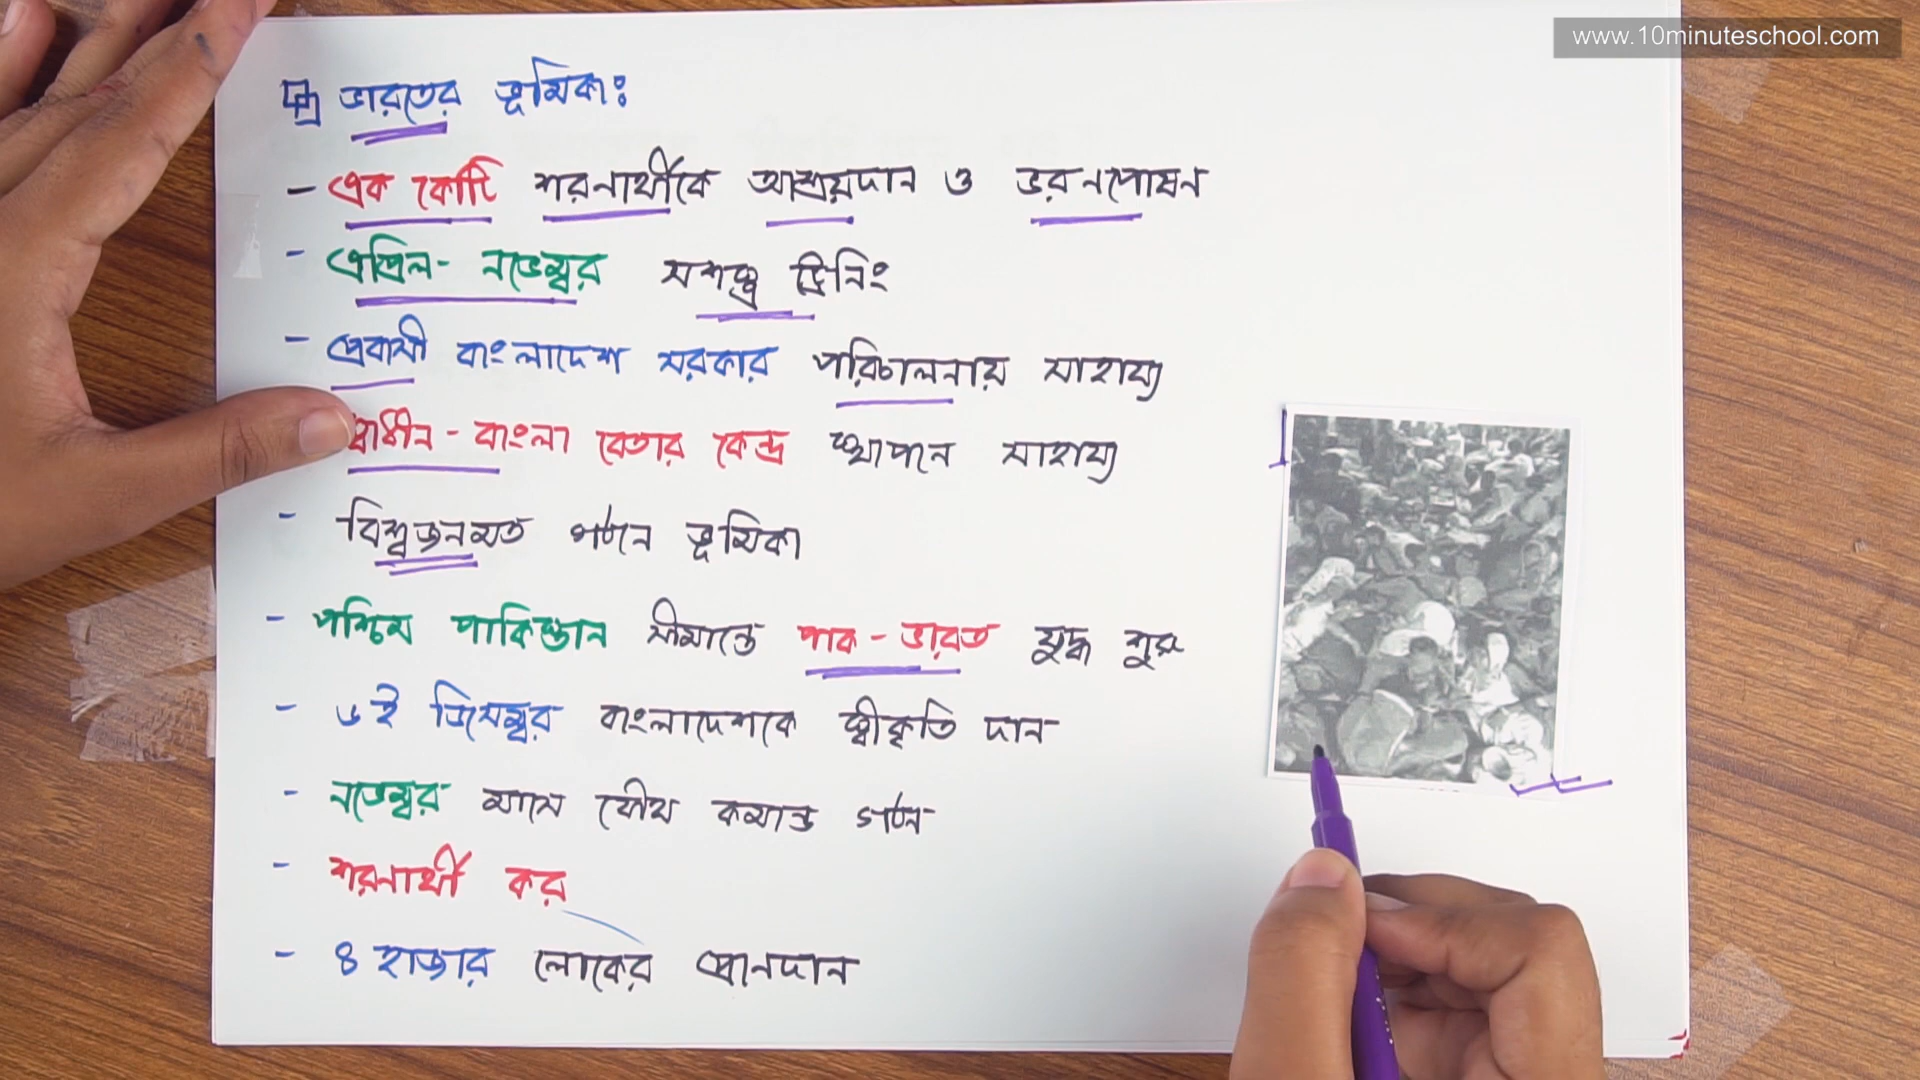 www.10minuteschool.com
ভারতের ভূমিকাঃ
- এক কোটি শরনার্থীকে আশ্রয়দান ও ভরনপোষন
- এপ্রিল- নভেম্বর সশস্ত্র ট্রেনিং
- প্রবাসী বাংলাদেশ সরকার পরিচালনায় সাহায্য
স্বাধীন - বাংলা বেতার কেন্দ্র স্থাপনে সাহায্য
- বিশ্বজনমত গঠনে ভূমিকা
- পশ্চিম পাকিস্তান সীমান্তে পাক - ভারত যুদ্ধ শুরু
- ৬ই ডিসেম্বর বাংলাদেশকে স্বীকৃতি দান
- নভেম্বর মাসে যৌথ কমান্ড গঠন
- শরনার্থী কর
- ৪ হাজার লোকের প্রানদান